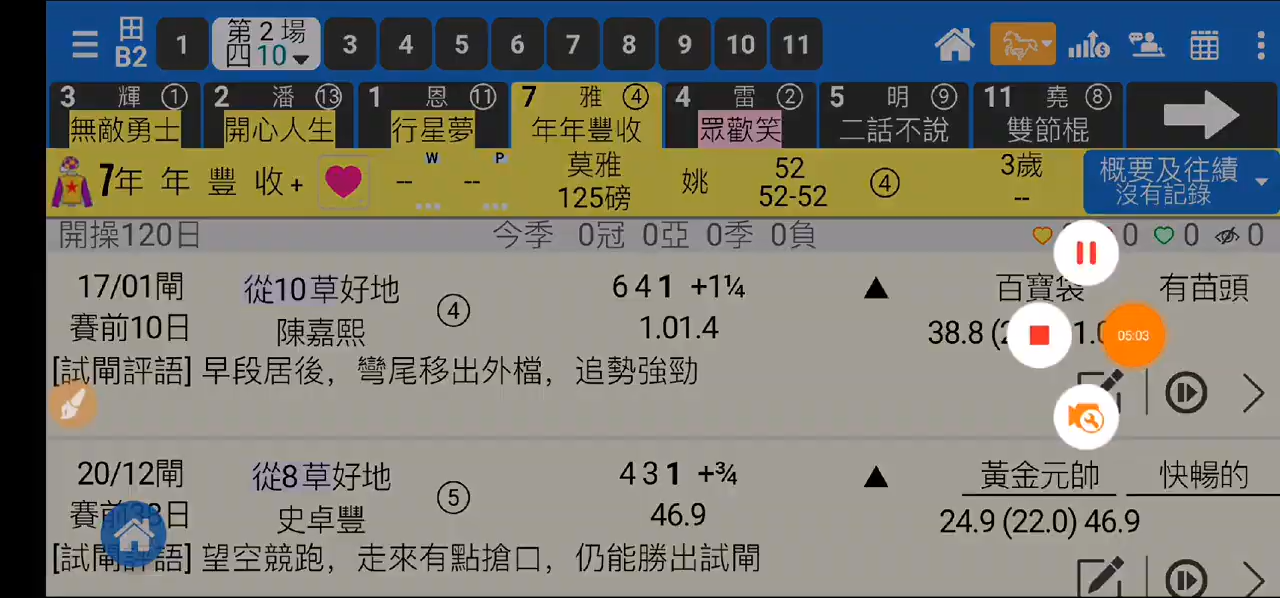 田
B2
1
第2場
四10
3
4
5
6
7
8
9
10
11
3 輝 ①
無敵勇士
2 潘 ⑬
開心人生
1 恩 ⑪
行星夢
7 雅 ④
年年豐收
4 雷 ②
眾歡笑
5 明 ⑨
二話不說
11 堯 ⑧
雙節棍
7年年豐收+
W
--
...
P
--
...
莫雅
125磅
姚
52
52-52
④
3歲
--
概要及往績
沒有記錄
開操120日
今季 0冠 0亞 0季 0負
0 0
17/01閘 從10草好地 ④ 641 +1¼ ▲ 百寶袋 有苗頭
賽前10日 陳嘉熙 1.01.4 38.8
05:03
[試閘評語] 早段居後，彎尾移出外檔，追勢強勁
20/12閘 從8草好地 ⑤ 431 +¾ ▲ 黃金元帥 快暢的
賽前38日 史卓豐 46.9 24.9 (22.0) 46.9
[試閘評語] 望空競跑，走來有點搶口，仍能勝出試閘